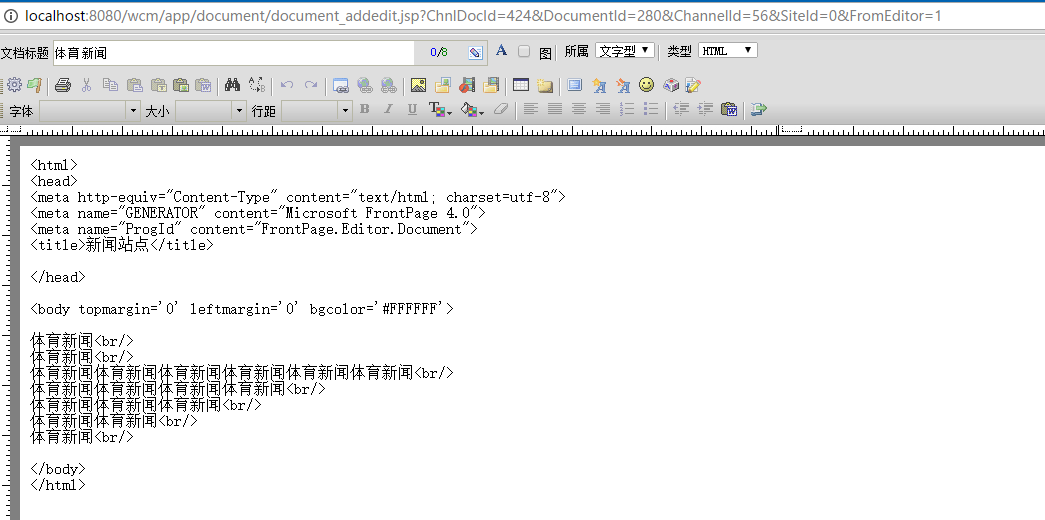 localhost:8080/wcm/app/document/document_addedit.jsp?ChnlDocId=424&DocumentId=280&ChannelId=56&SiteId=0&FromEditor=1
文档标题 体育新闻 0/8 A 图 所属 文字型 类型 HTML
字体 大小 行距 B I U
<html>
<head>
<meta http-equiv="Content-Type" content="text/html; charset=utf-8">
<meta name="GENERATOR" content="Microsoft FrontPage 4.0">
<meta name="ProgId" content="FrontPage.Editor.Document">
<title>新闻站点</title>
</head>
<body topmargin='0' leftmargin='0' bgcolor='#FFFFFF'>
体育新闻<br/>
体育新闻<br/>
体育新闻体育新闻体育新闻体育新闻体育新闻体育新闻<br/>
体育新闻体育新闻体育新闻体育新闻<br/>
体育新闻体育新闻体育新闻<br/>
体育新闻体育新闻<br/>
体育新闻<br/>
</body>
</html>